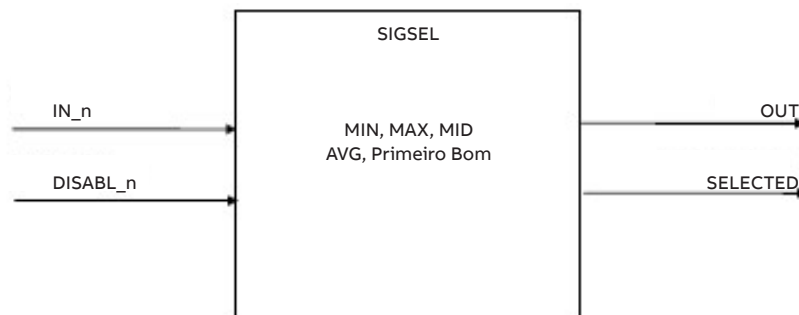 SIGSEL
IN_n
MIN, MAX, MID
AVG, Primeiro Bom
OUT
DISABL_n
SELECTED